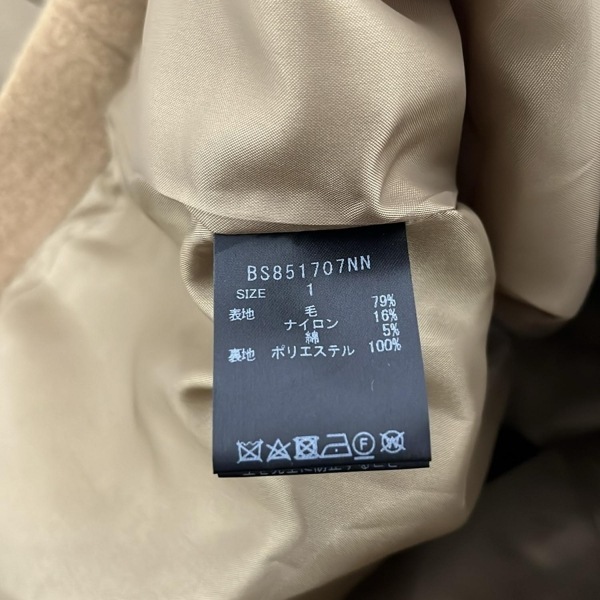 BS851707NN
SIZE 1
表地 毛 79%
ナイロン 16%
綿 5%
裏地 ポリエステル 100%